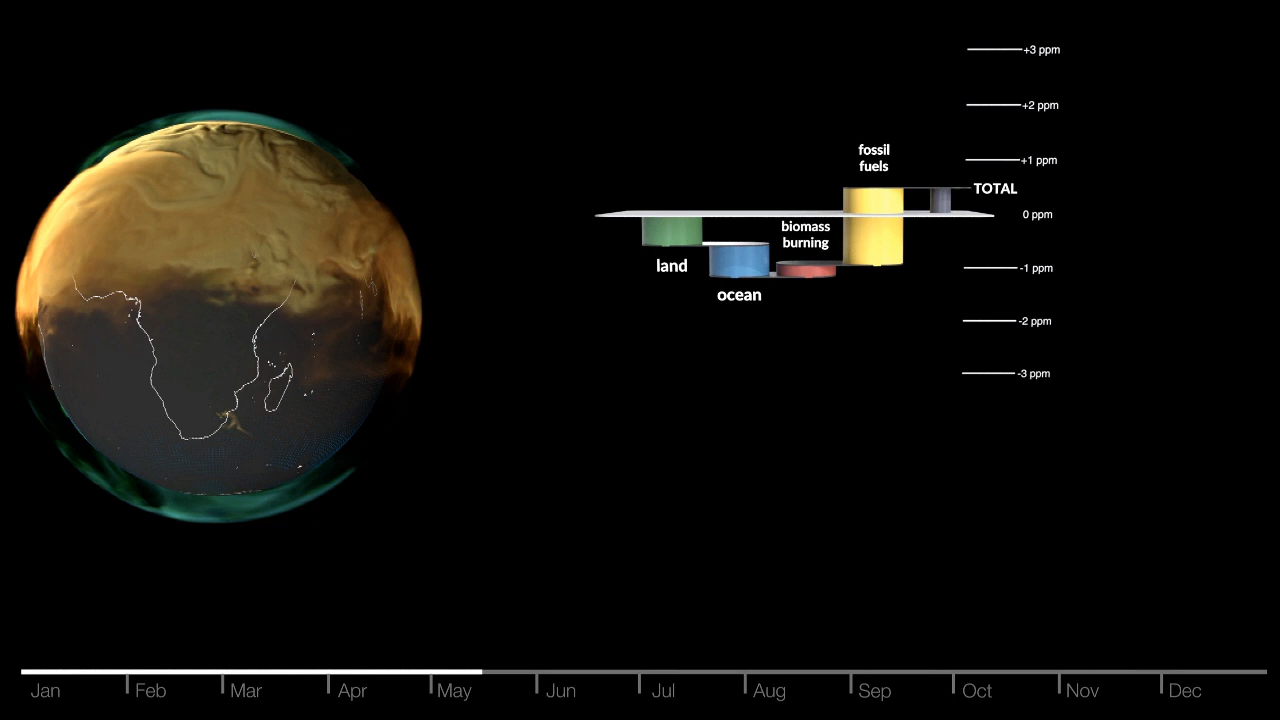 +3 ppm
+2 ppm
fossil
fuels
+1 ppm
TOTAL
0 ppm
biomass
burning
land
-1 ppm
ocean
-2 ppm
-3 ppm
Jan Feb Mar Apr May Jun Jul Aug Sep Oct Nov Dec